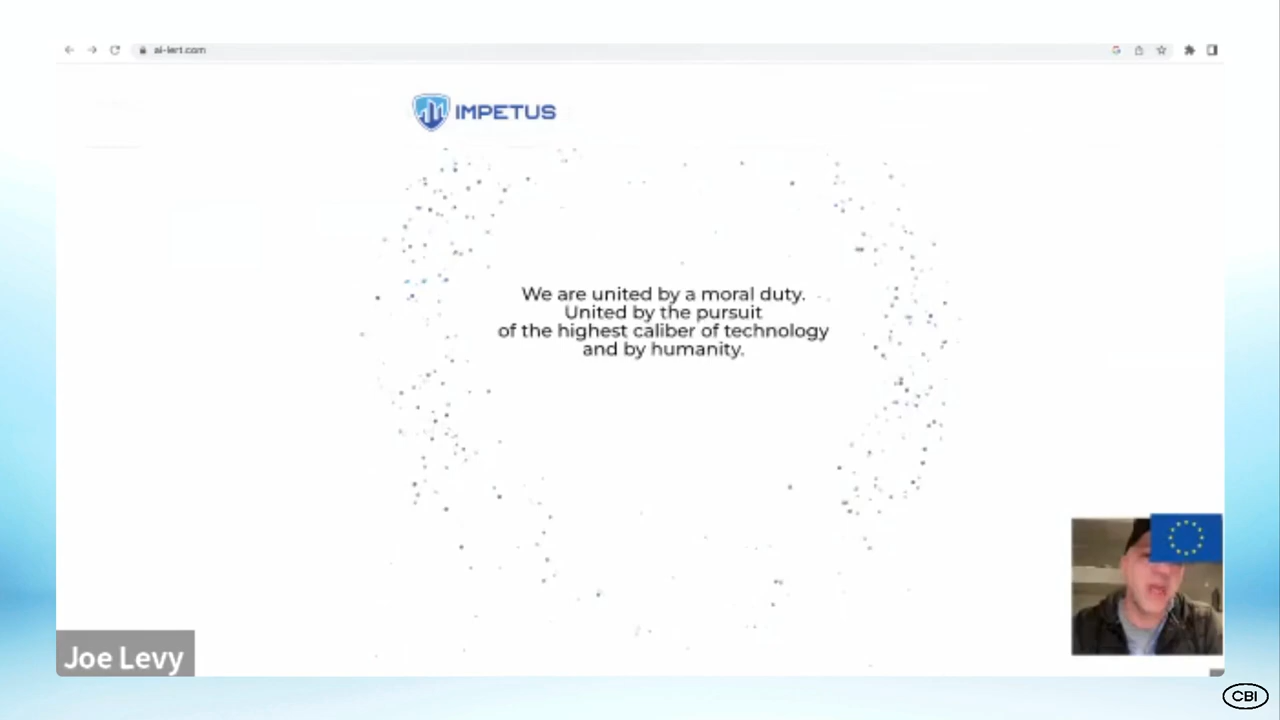 ai-lert.com
IMPETUS
We are united by a moral duty.
United by the pursuit
of the highest caliber of technology
and by humanity.
Joe Levy
CBI